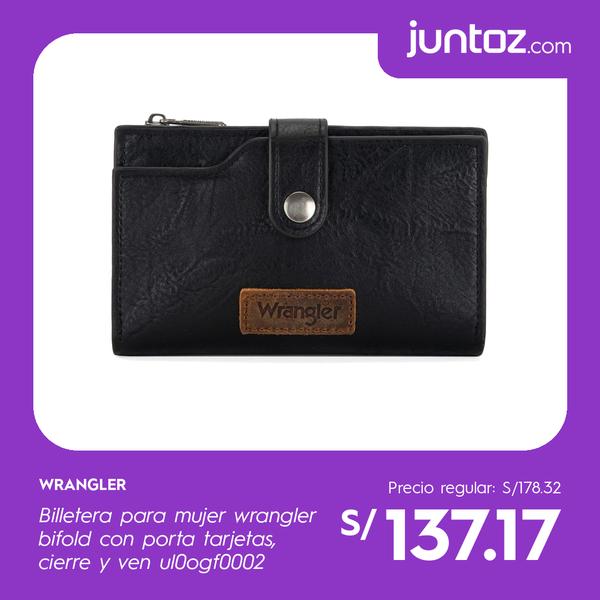 juntoz.com
Wrangler
WRANGLER
Billetera para mujer wrangler
bifold con porta tarjetas,
cierre y ven ul0ogf0002
Precio regular: S/178.32
S/137.17